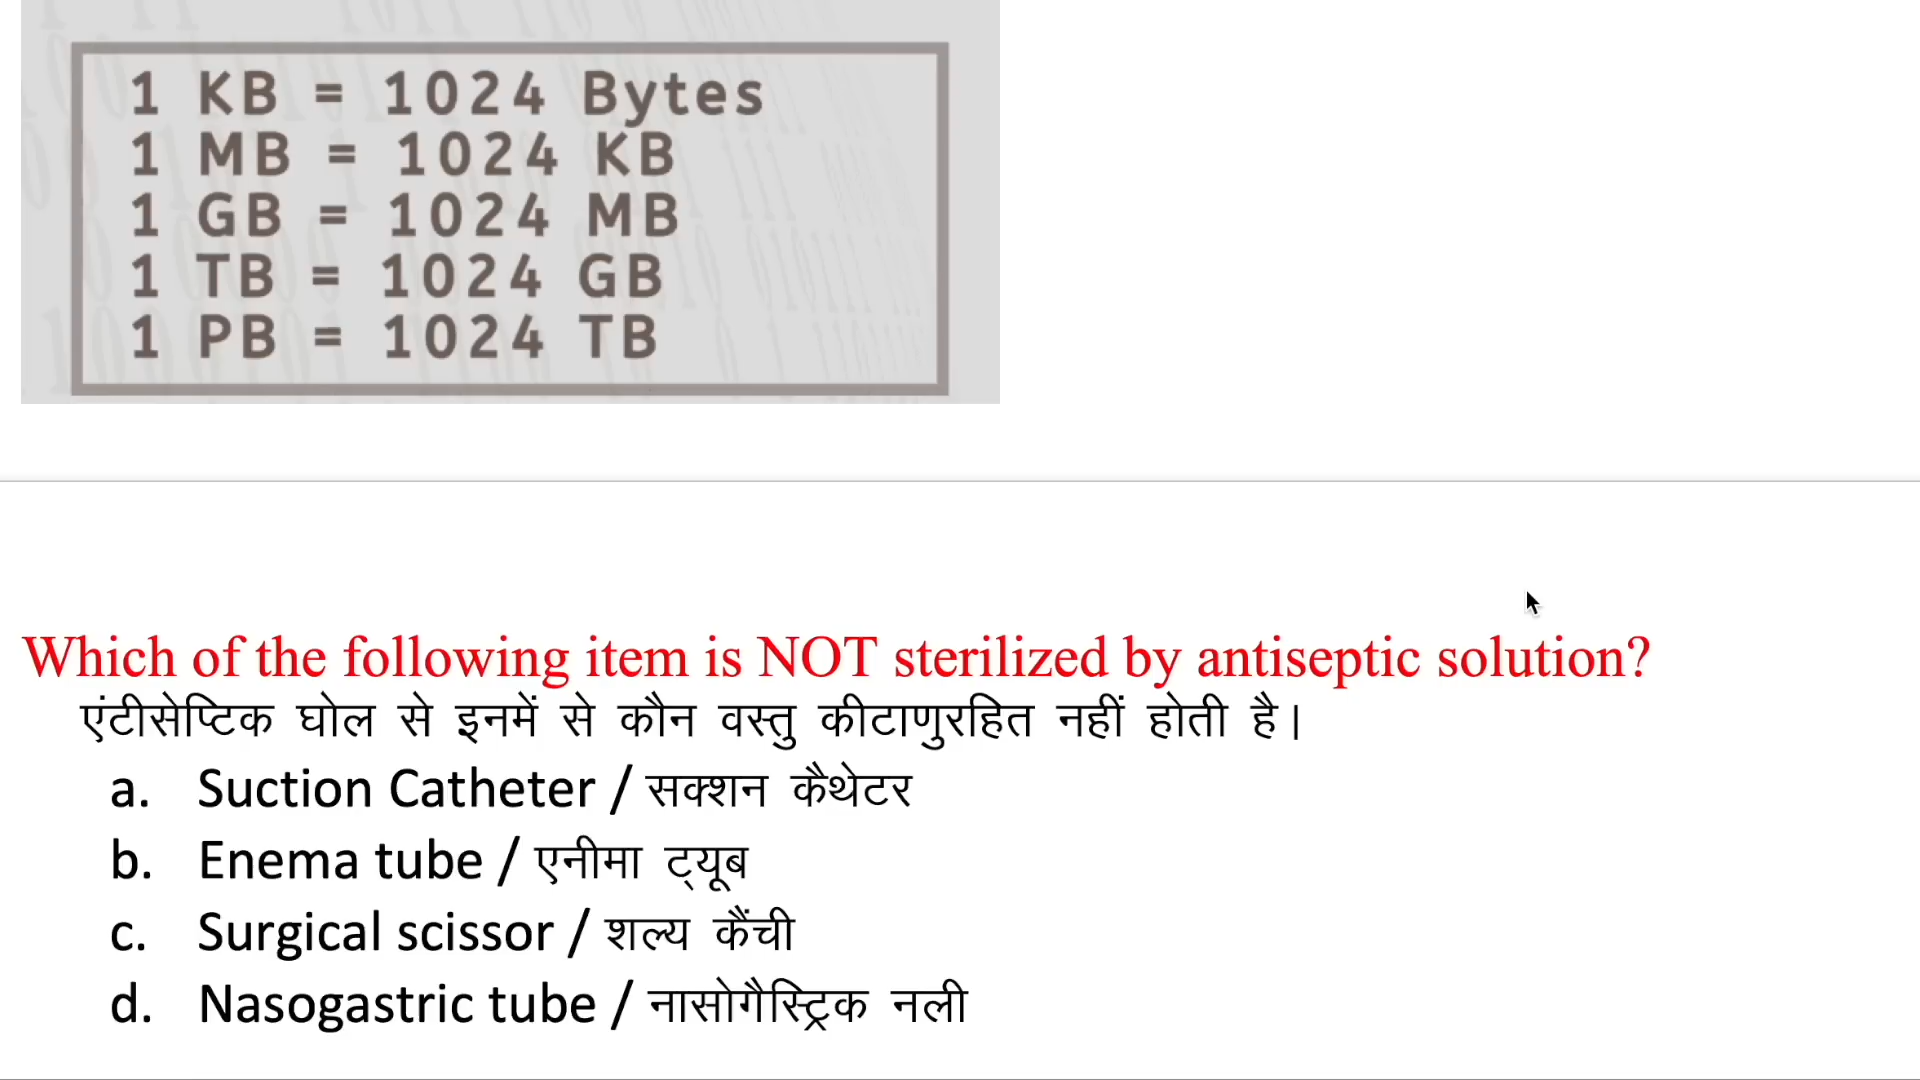 1 KB = 1024 Bytes
1 MB = 1024 KB
1 GB = 1024 MB
1 TB = 1024 GB
1 PB = 1024 TB
Which of the following item is NOT sterilized by antiseptic solution?
एंटीसेप्टिक घोल से इनमें से कौन वस्तु कीटाणुरहित नहीं होती है।
a. Suction Catheter / सक्शन कैथेटर
b. Enema tube / एनीमा ट्यूब
c. Surgical scissor / शल्य कैंची
d. Nasogastric tube / नासोगैस्ट्रिक नली